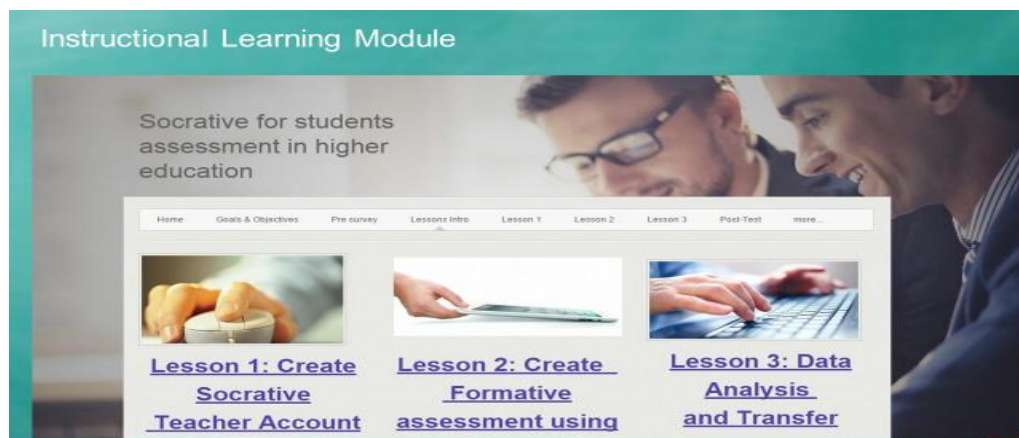 Instructional Learning Module
Socrative for students
assessment in higher
education
Home Goals & Objectives Pre survey Lessons Intro Lesson 1 Lesson 2 Lesson 3 Post-Test more...
Lesson 1: Create
Socrative
Teacher Account
Lesson 2: Create
Formative
assessment using
Lesson 3: Data
Analysis
and Transfer